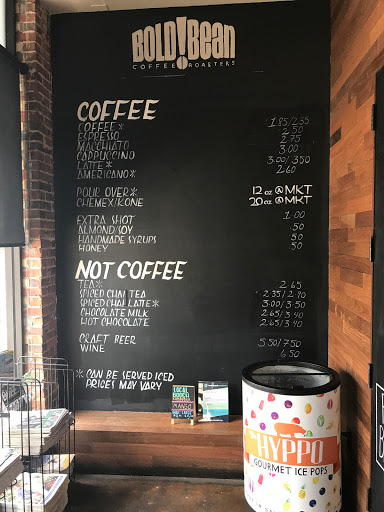 BOLD!Bean
COFFEE ROASTERS
COFFEE
COFFEE* 1.85/2.35
ESPRESSO 2.50
MACCHIATO 2.75
CAPPUCCINO 3.00
LATTE* 3.00/3.50
AMERICANO* 2.60
POUR OVER* 12 oz @ MKT
CHEMEX/KONE 20 oz @ MKT
EXTRA SHOT 1.00
ALMOND/SOY 50
HANDMADE SYRUPS 50
HONEY 50
NOT COFFEE
TEA* 2.65
SPICED CHAI TEA 2.35/2.90
SPICED CHAI LATTE* 3.00/3.50
CHOCOLATE MILK 2.65/3.40
HOT CHOCOLATE 2.65/3.40
CRAFT BEER 5.50/7.50
WINE 6.50
* CAN BE SERVED ICED
PRICES MAY VARY
LOCAL
BOOCH
HYPPO
GOURMET ICE POPS